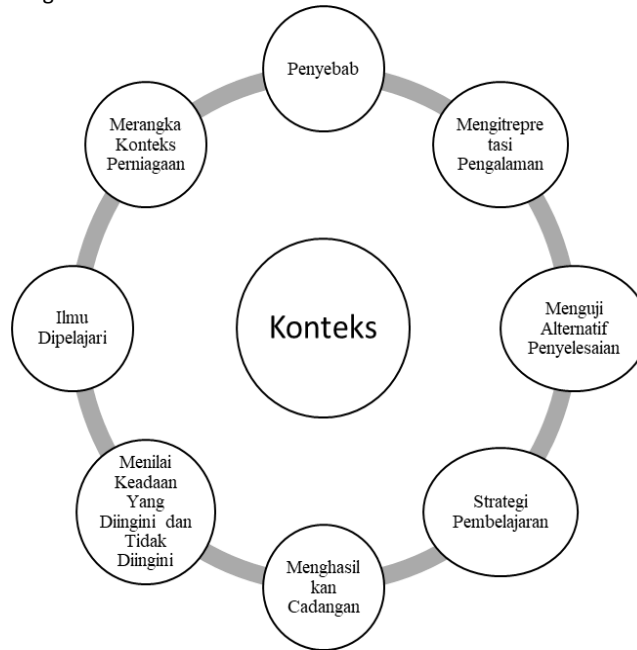 Penyebab
Merangka
Konteks
Perniagaan
Mengitrepre
tasi
Pengalaman
Ilmu
Dipelajari
Konteks
Menguji
Alternatif
Penyelesaian
Menilai
Keadaan
Yang
Diingini dan
Tidak
Diingini
Strategi
Pembelajaran
Menghasil
kan
Cadangan